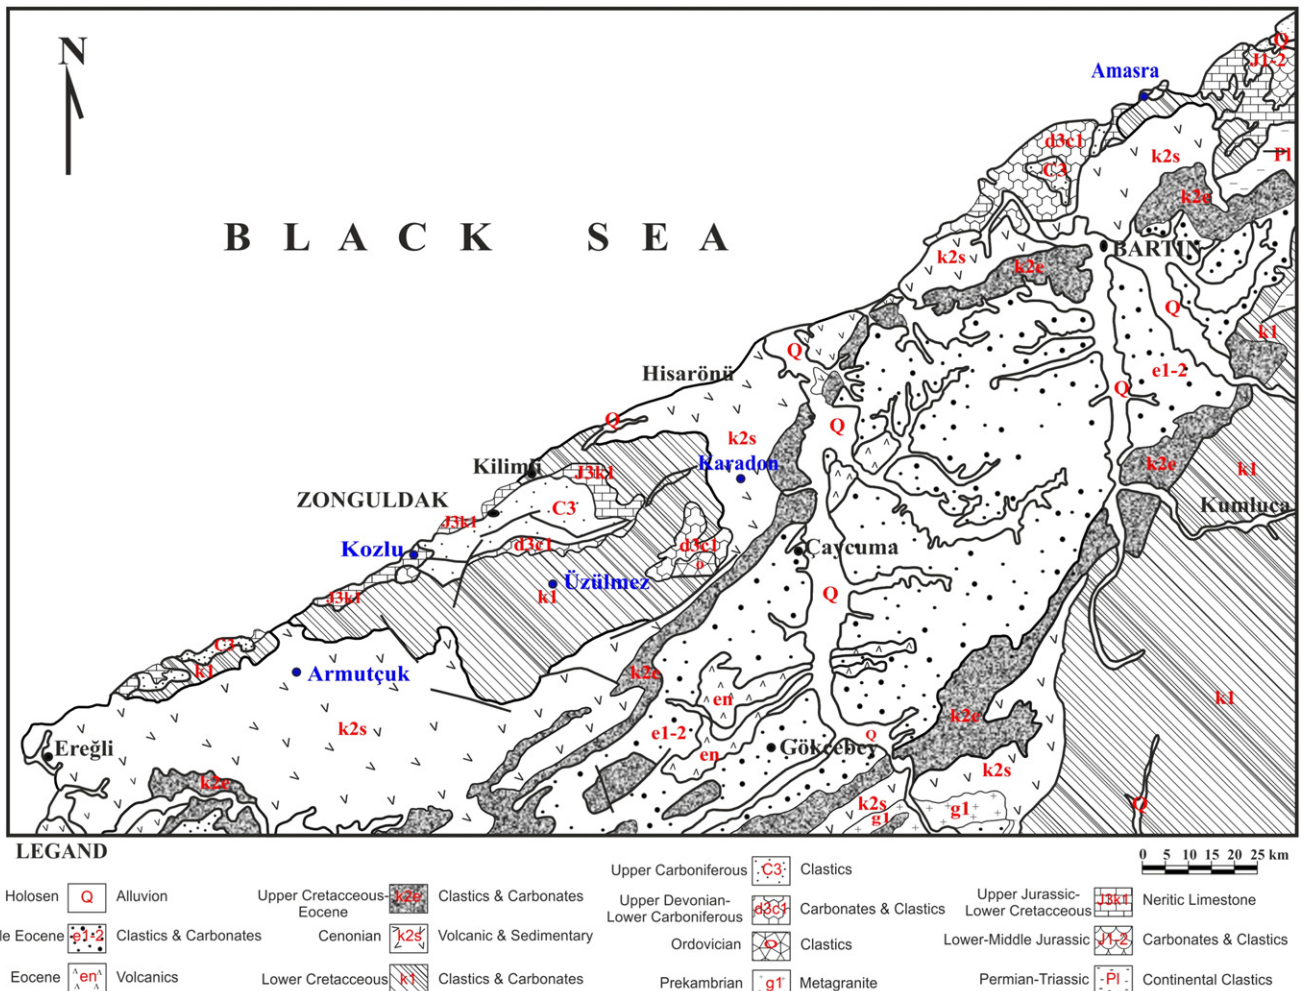 N
Amasra
Q
J1-2
d3c1
C3
k2s
Pl
k2e
BLACK SEA
k2s
k2e
BARTIN
Q
k1
Q
Hisarönü
e1-2
Q
Q
Q
k2s
Kilimli
J3k1
Karadon
k2e
k1
ZONGULDAK
C3
Kumluca
J3k1
Kozlu
d3c1
d3c1
o
Çaycuma
Üzülmez
k1
Q
J3k1
C3
k1
Armutçuk
k2e
k1
k2s
en
k2e
e1-2
Q
Ereğli
en
Gökçebey
k2s
k2e
k2s
g1
g1
Q
LEGAND
0 5 10 15 20 25 km
Holosen Q Alluvion
le Eocene e1-2 Clastics & Carbonates
Eocene en Volcanics
Upper Cretacceous-
Eocene k2e Clastics & Carbonates
Cenonian k2s Volcanic & Sedimentary
Lower Cretaceous k1 Clastics & Carbonates
Upper Carboniferous C3 Clastics
Upper Devonian-
Lower Carboniferous d3c1 Carbonates & Clastics
Ordovician O Clastics
Prekambrian g1 Metagranite
Upper Jurassic-
Lower Cretacceous J3k1 Neritic Limestone
Lower-Middle Jurassic J1-2 Carbonates & Clastics
Permian-Triassic Pl Continental Clastics